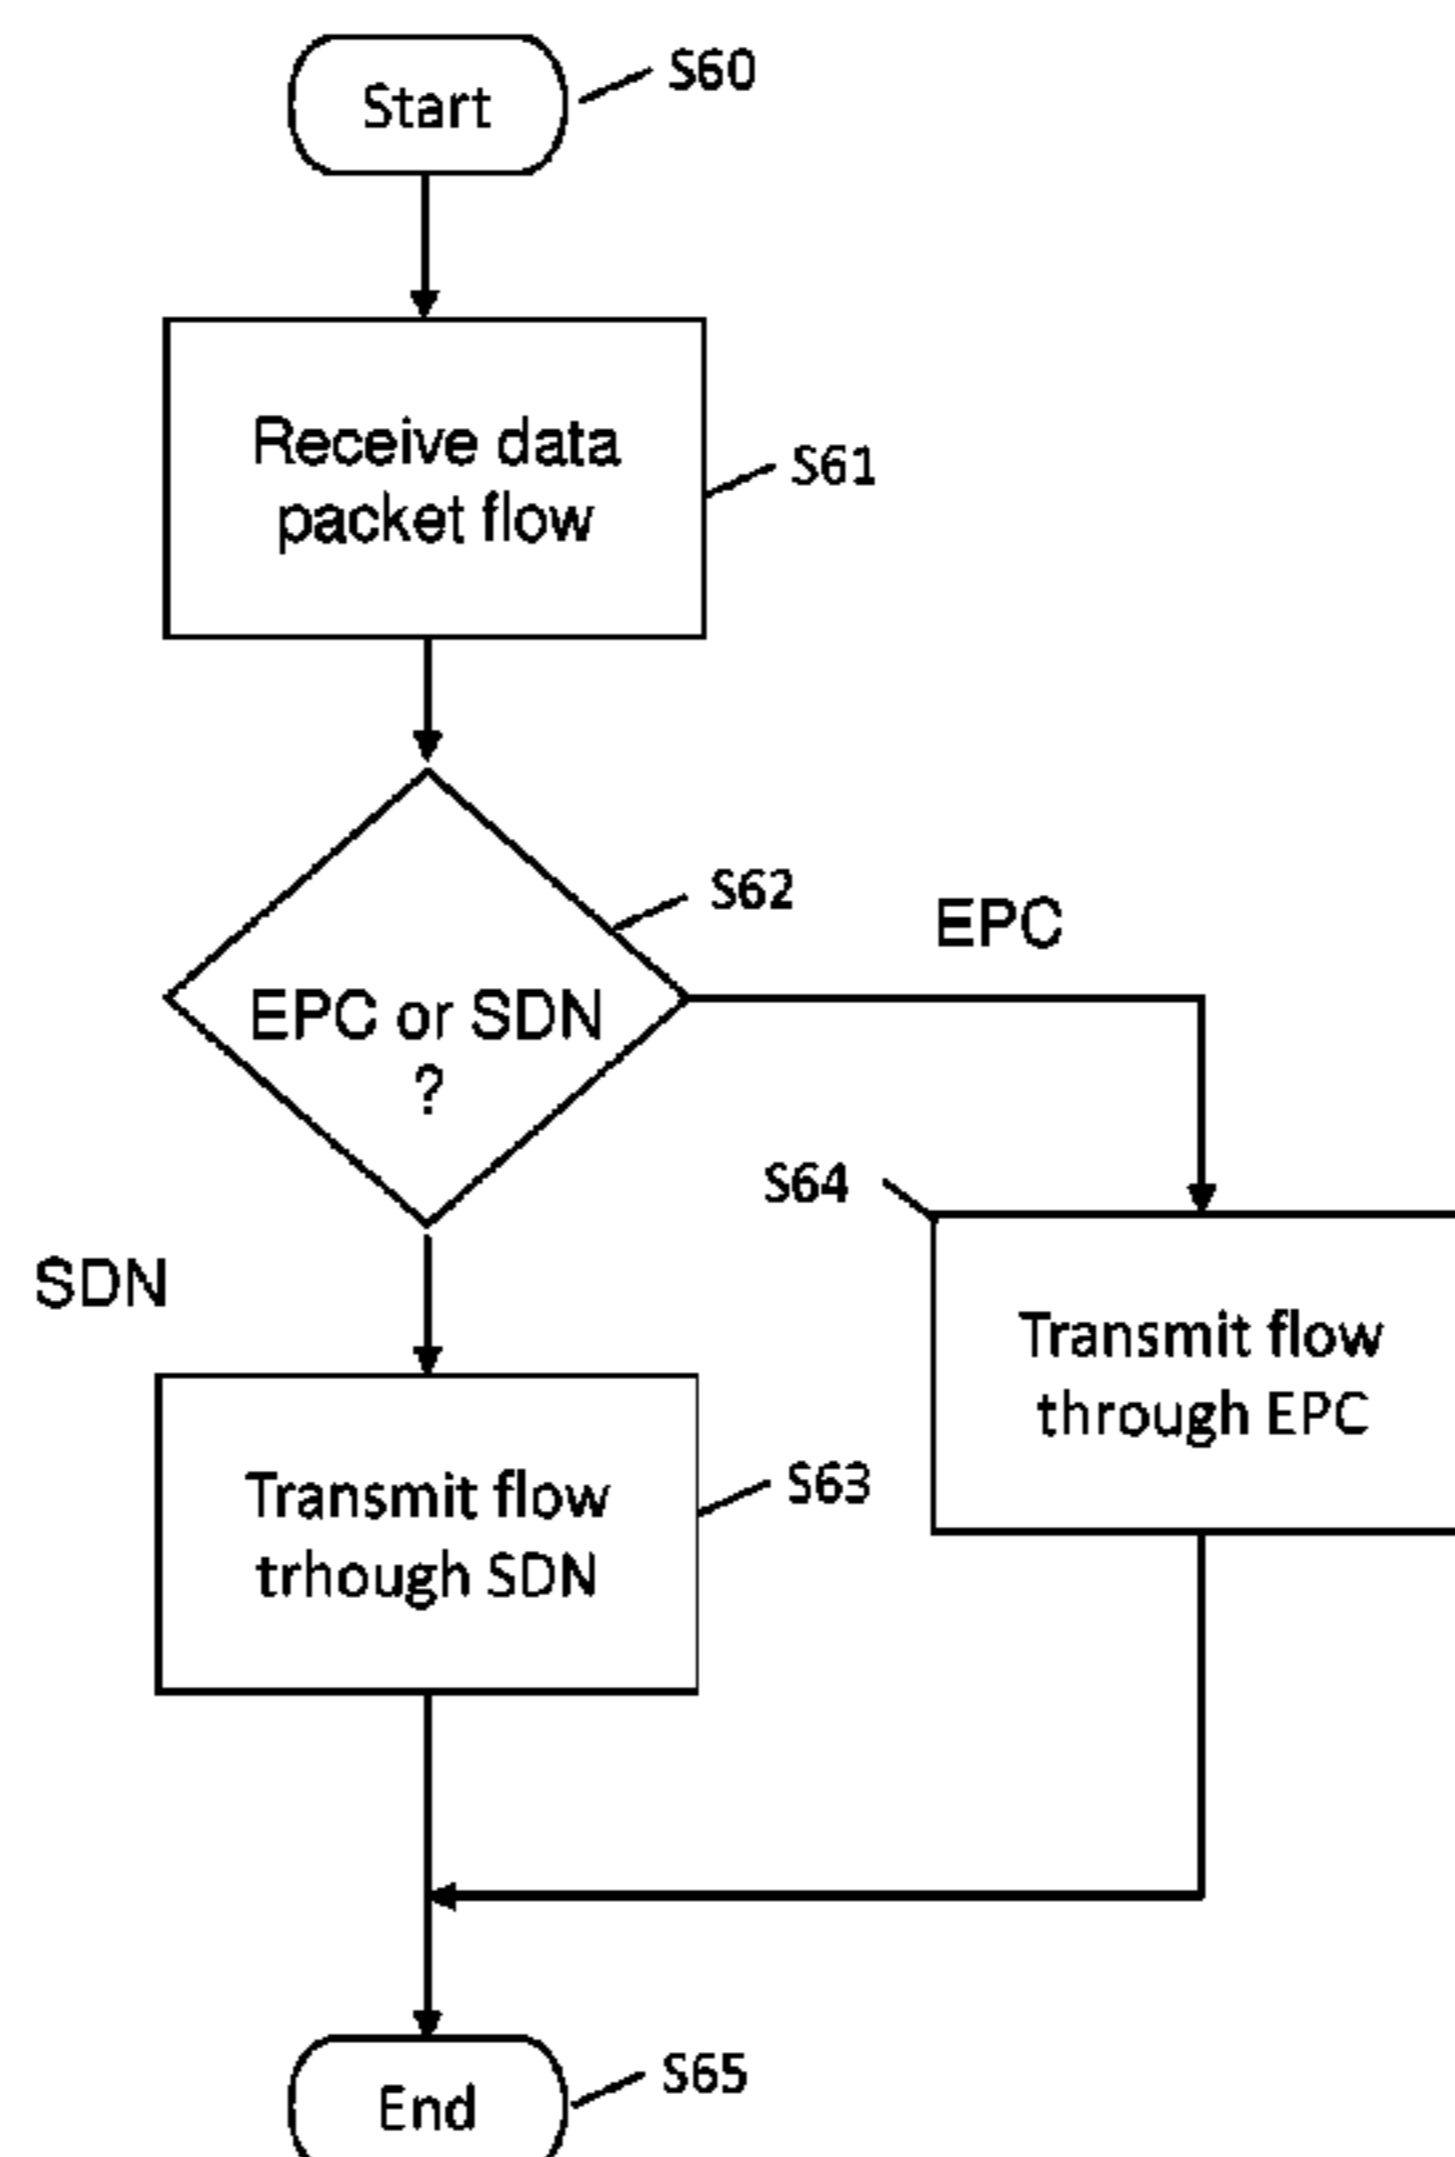 Start
S60
Receive data
packet flow
S61
S62
EPC
EPC or SDN
?
S64
SDN
Transmit flow
through EPC
Transmit flow
trhough SDN
S63
End
S65